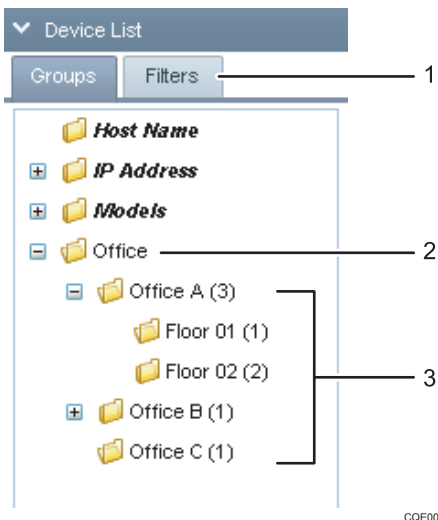 Device List
Groups Filters 1
Host Name
IP Address
Models
Office 2
Office A (3)
Floor 01 (1)
Floor 02 (2)
3
Office B (1)
Office C (1)